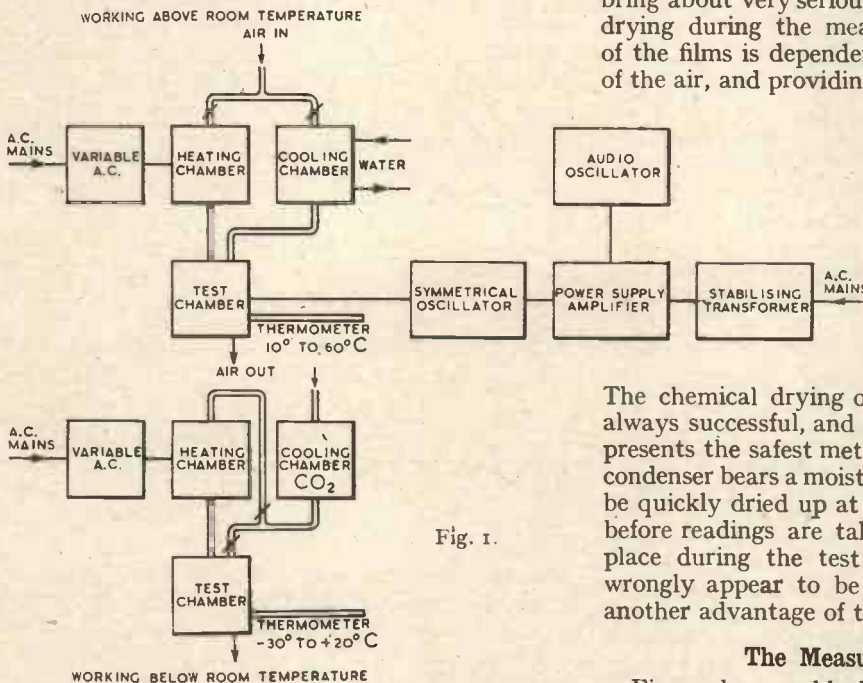 WORKING ABOVE ROOM TEMPERATURE
AIR IN
A.C.
MAINS
VARIABLE
A.C.
HEATING
CHAMBER
COOLING
CHAMBER
WATER
TEST
CHAMBER
THERMOMETER
10° TO 60°C
AIR OUT
AUDIO
OSCILLATOR
SYMMETRICAL
OSCILLATOR
POWER SUPPLY
AMPLIFIER
STABILISING
TRANSFORMER
A.C.
MAINS
A.C.
MAINS
VARIABLE
A.C.
HEATING
CHAMBER
COOLING
CHAMBER
CO₂
TEST
CHAMBER
THERMOMETER
-30° TO +20°C
WORKING BELOW ROOM TEMPERATURE
Fig. 1.
bring about very serious
drying during the mea
of the films is depende
of the air, and providin
The chemical drying o
always successful, and
presents the safest met
condenser bears a moist
be quickly dried up at
before readings are tal
place during the test
wrongly appear to be
another advantage of t
The Measu